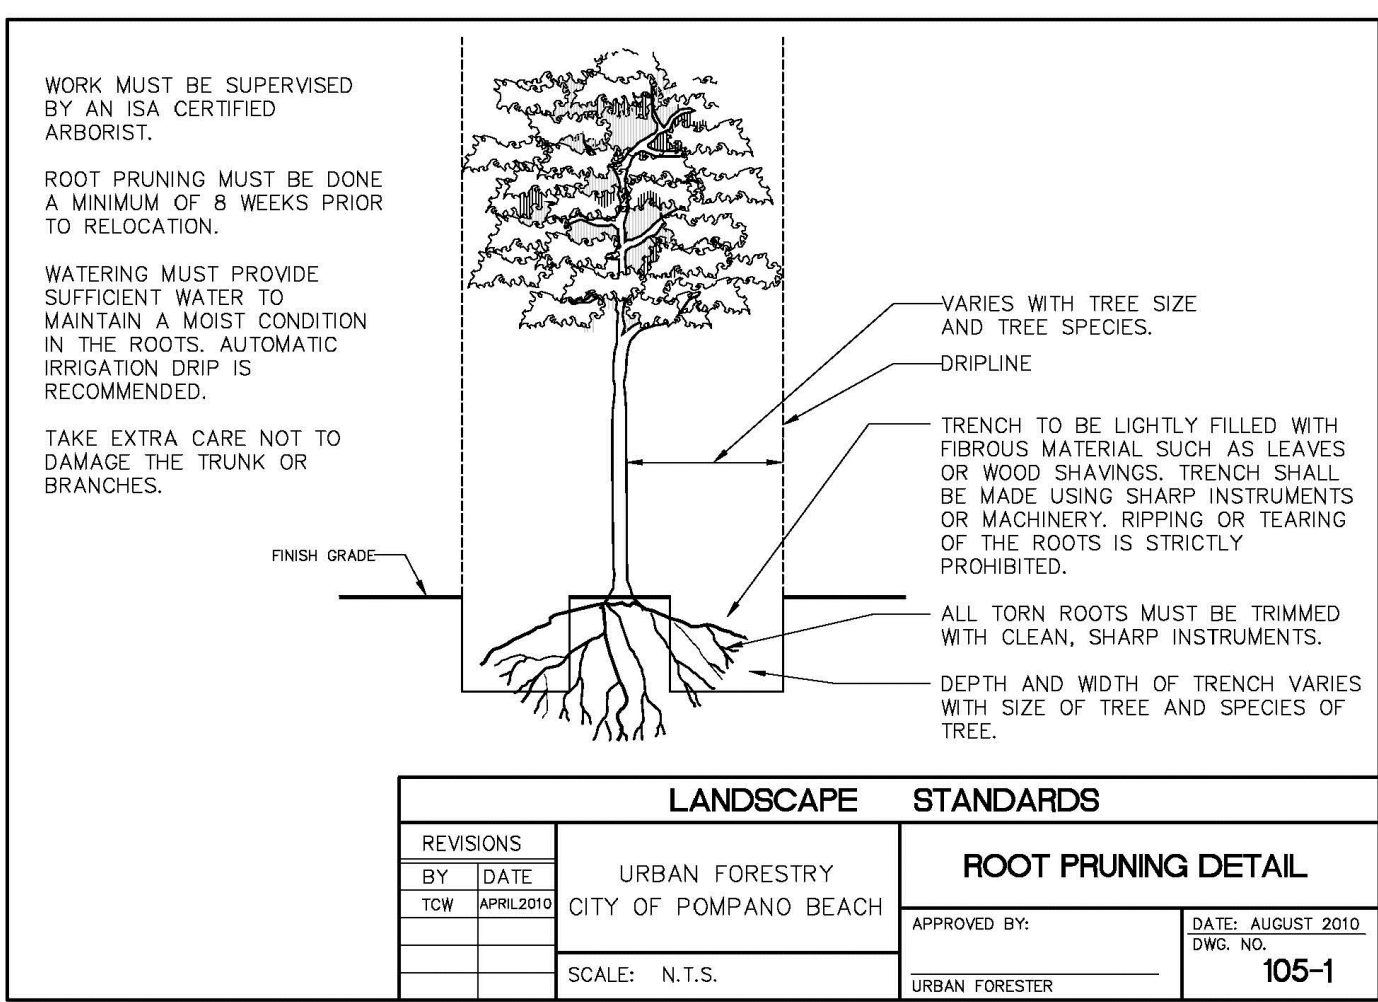 WORK MUST BE SUPERVISED
BY AN ISA CERTIFIED
ARBORIST.
ROOT PRUNING MUST BE DONE
A MINIMUM OF 8 WEEKS PRIOR
TO RELOCATION.
WATERING MUST PROVIDE
SUFFICIENT WATER TO
MAINTAIN A MOIST CONDITION
IN THE ROOTS. AUTOMATIC
IRRIGATION DRIP IS
RECOMMENDED.
TAKE EXTRA CARE NOT TO
DAMAGE THE TRUNK OR
BRANCHES.
FINISH GRADE
VARIES WITH TREE SIZE
AND TREE SPECIES.
DRIPLINE
TRENCH TO BE LIGHTLY FILLED WITH
FIBROUS MATERIAL SUCH AS LEAVES
OR WOOD SHAVINGS. TRENCH SHALL
BE MADE USING SHARP INSTRUMENTS
OR MACHINERY. RIPPING OR TEARING
OF THE ROOTS IS STRICTLY
PROHIBITED.
ALL TORN ROOTS MUST BE TRIMMED
WITH CLEAN, SHARP INSTRUMENTS.
DEPTH AND WIDTH OF TRENCH VARIES
WITH SIZE OF TREE AND SPECIES OF
TREE.
LANDSCAPE STANDARDS
REVISIONS
BY DATE
TCW APRIL2010
URBAN FORESTRY
CITY OF POMPANO BEACH
SCALE: N.T.S.
ROOT PRUNING DETAIL
APPROVED BY:
URBAN FORESTER
DATE: AUGUST 2010
DWG. NO.
105-1